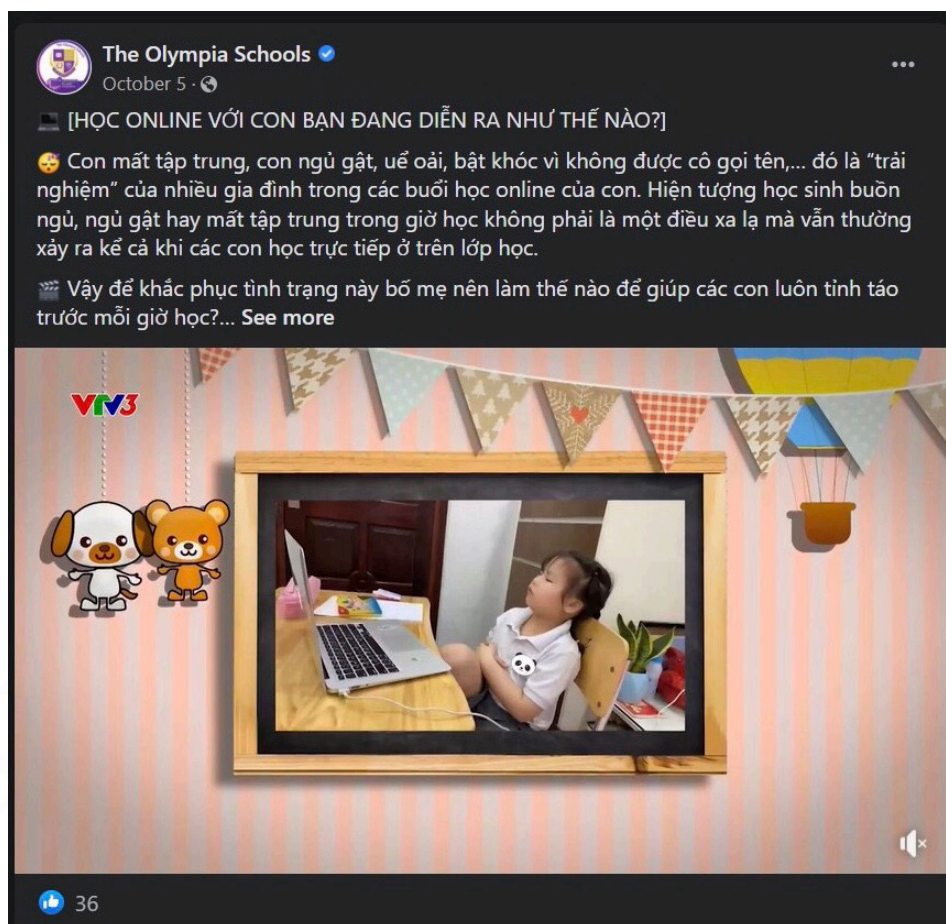 The Olympia Schools
October 5
[HỌC ONLINE VỚI CON BẠN ĐANG DIỄN RA NHƯ THẾ NÀO?]
Con mất tập trung, con ngủ gật, uể oải, bật khóc vì không được cô gọi tên,... đó là “trải
nghiệm” của nhiều gia đình trong các buổi học online của con. Hiện tượng học sinh buồn
ngủ, ngủ gật hay mất tập trung trong giờ học không phải là một điều xa lạ mà vẫn thường
xảy ra kể cả khi các con học trực tiếp ở trên lớp học.
Vậy để khắc phục tình trạng này bố mẹ nên làm thế nào để giúp các con luôn tỉnh táo
trước mỗi giờ học?... See more
VTV3
36